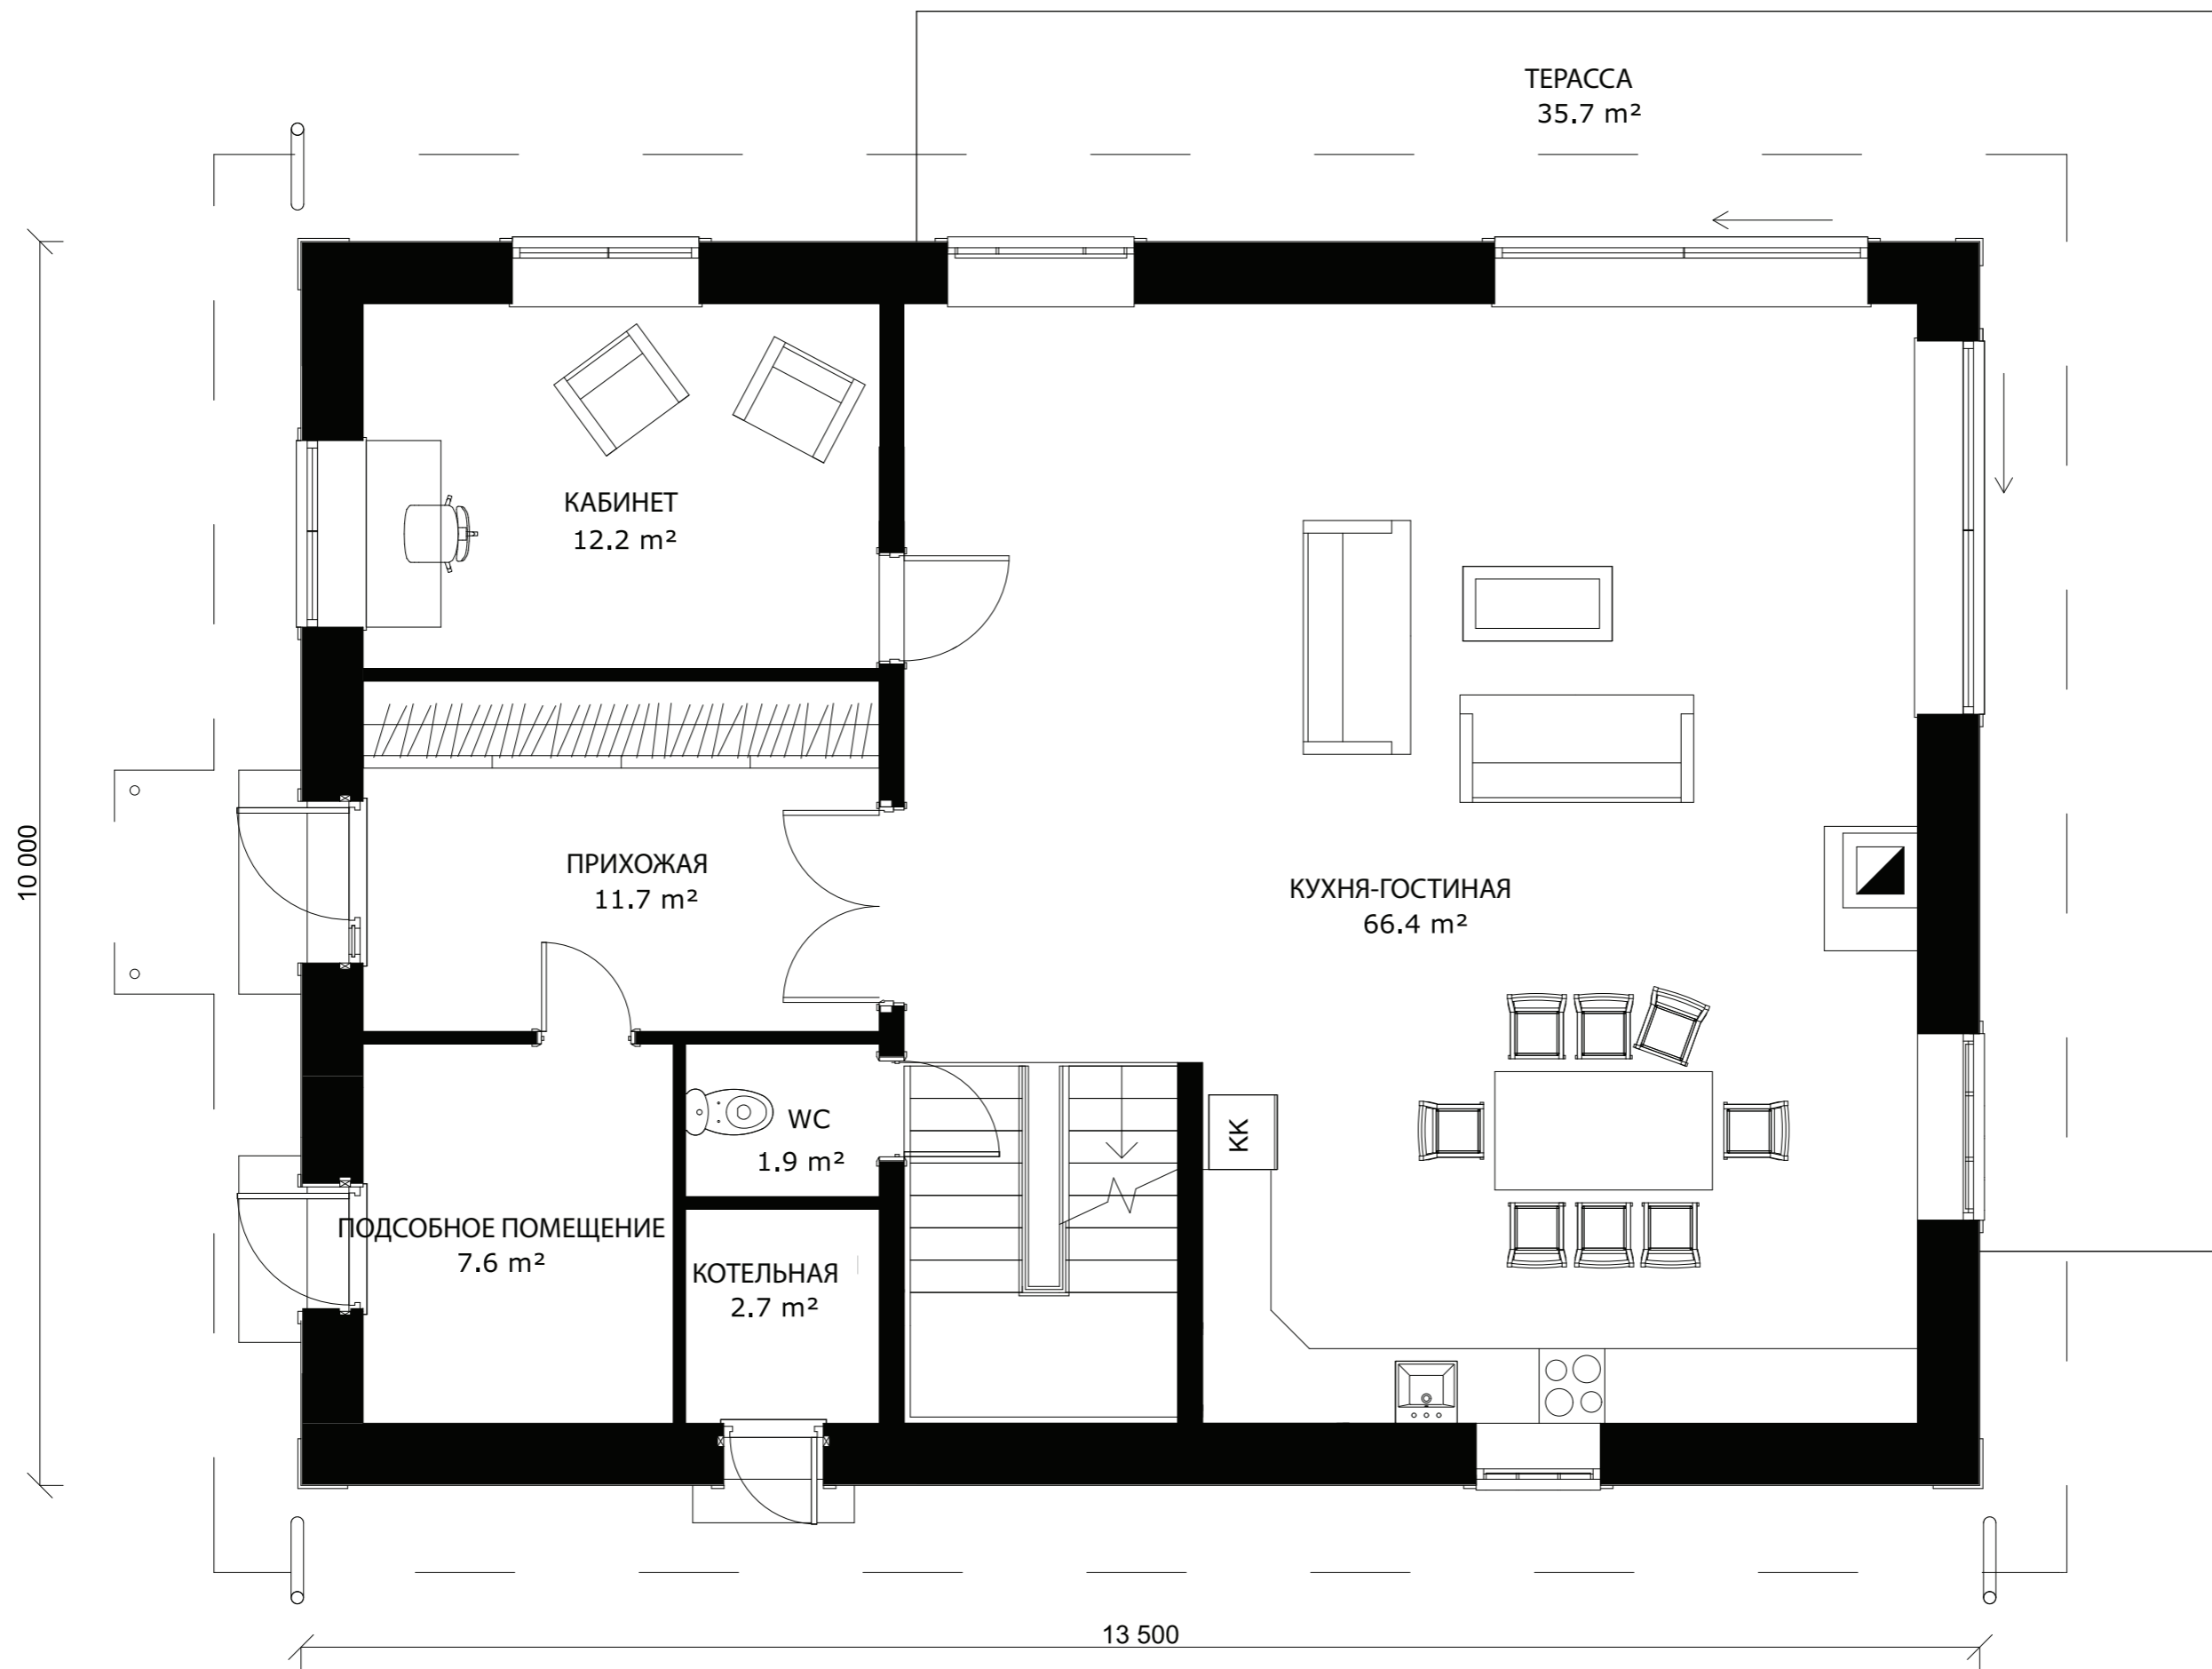 ТЕРАССА
35.7 m²
КАБИНЕТ
12.2 m²
10 000
ПРИХОЖАЯ
11.7 m²
КУХНЯ-ГОСТИНАЯ
66.4 m²
WC
1.9 m²
КК
ПОДСОБНОЕ ПОМЕЩЕНИЕ
7.6 m²
КОТЕЛЬНАЯ
2.7 m²
13 500